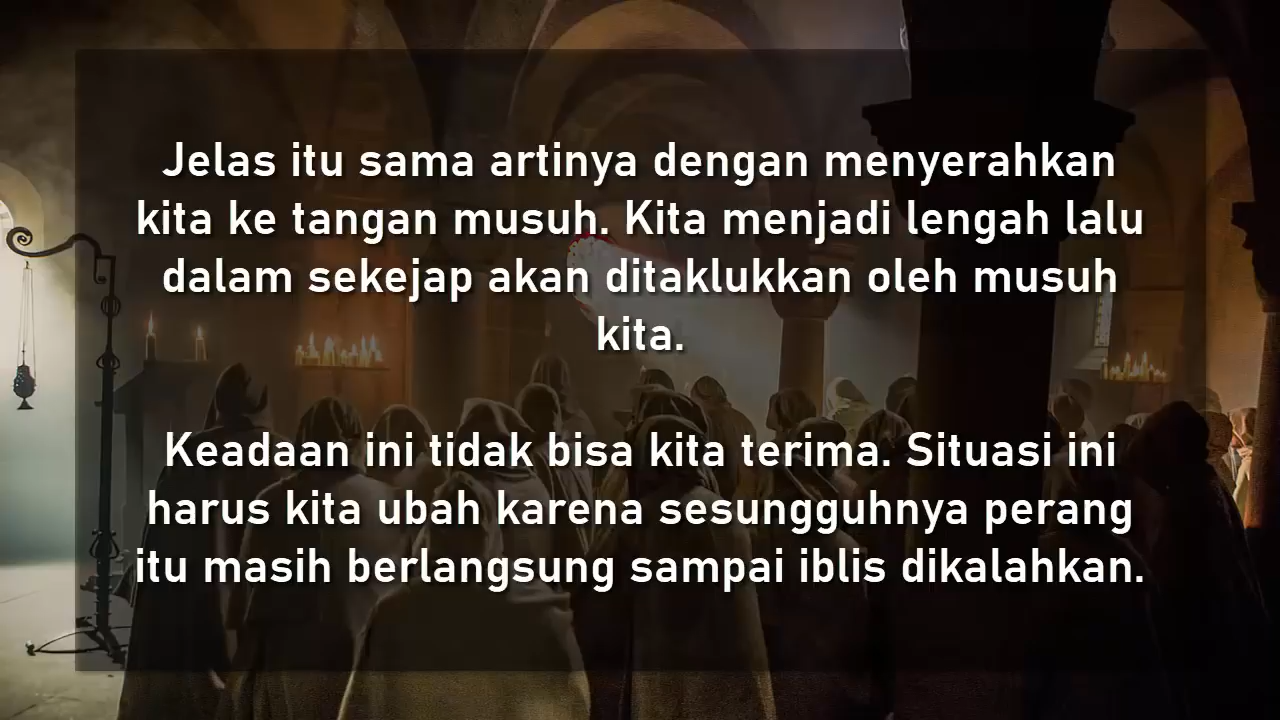 Jelas itu sama artinya dengan menyerahkan
kita ke tangan musuh. Kita menjadi lengah lalu
dalam sekejap akan ditaklukkan oleh musuh
kita.
Keadaan ini tidak bisa kita terima. Situasi ini
harus kita ubah karena sesungguhnya perang
itu masih berlangsung sampai iblis dikalahkan.